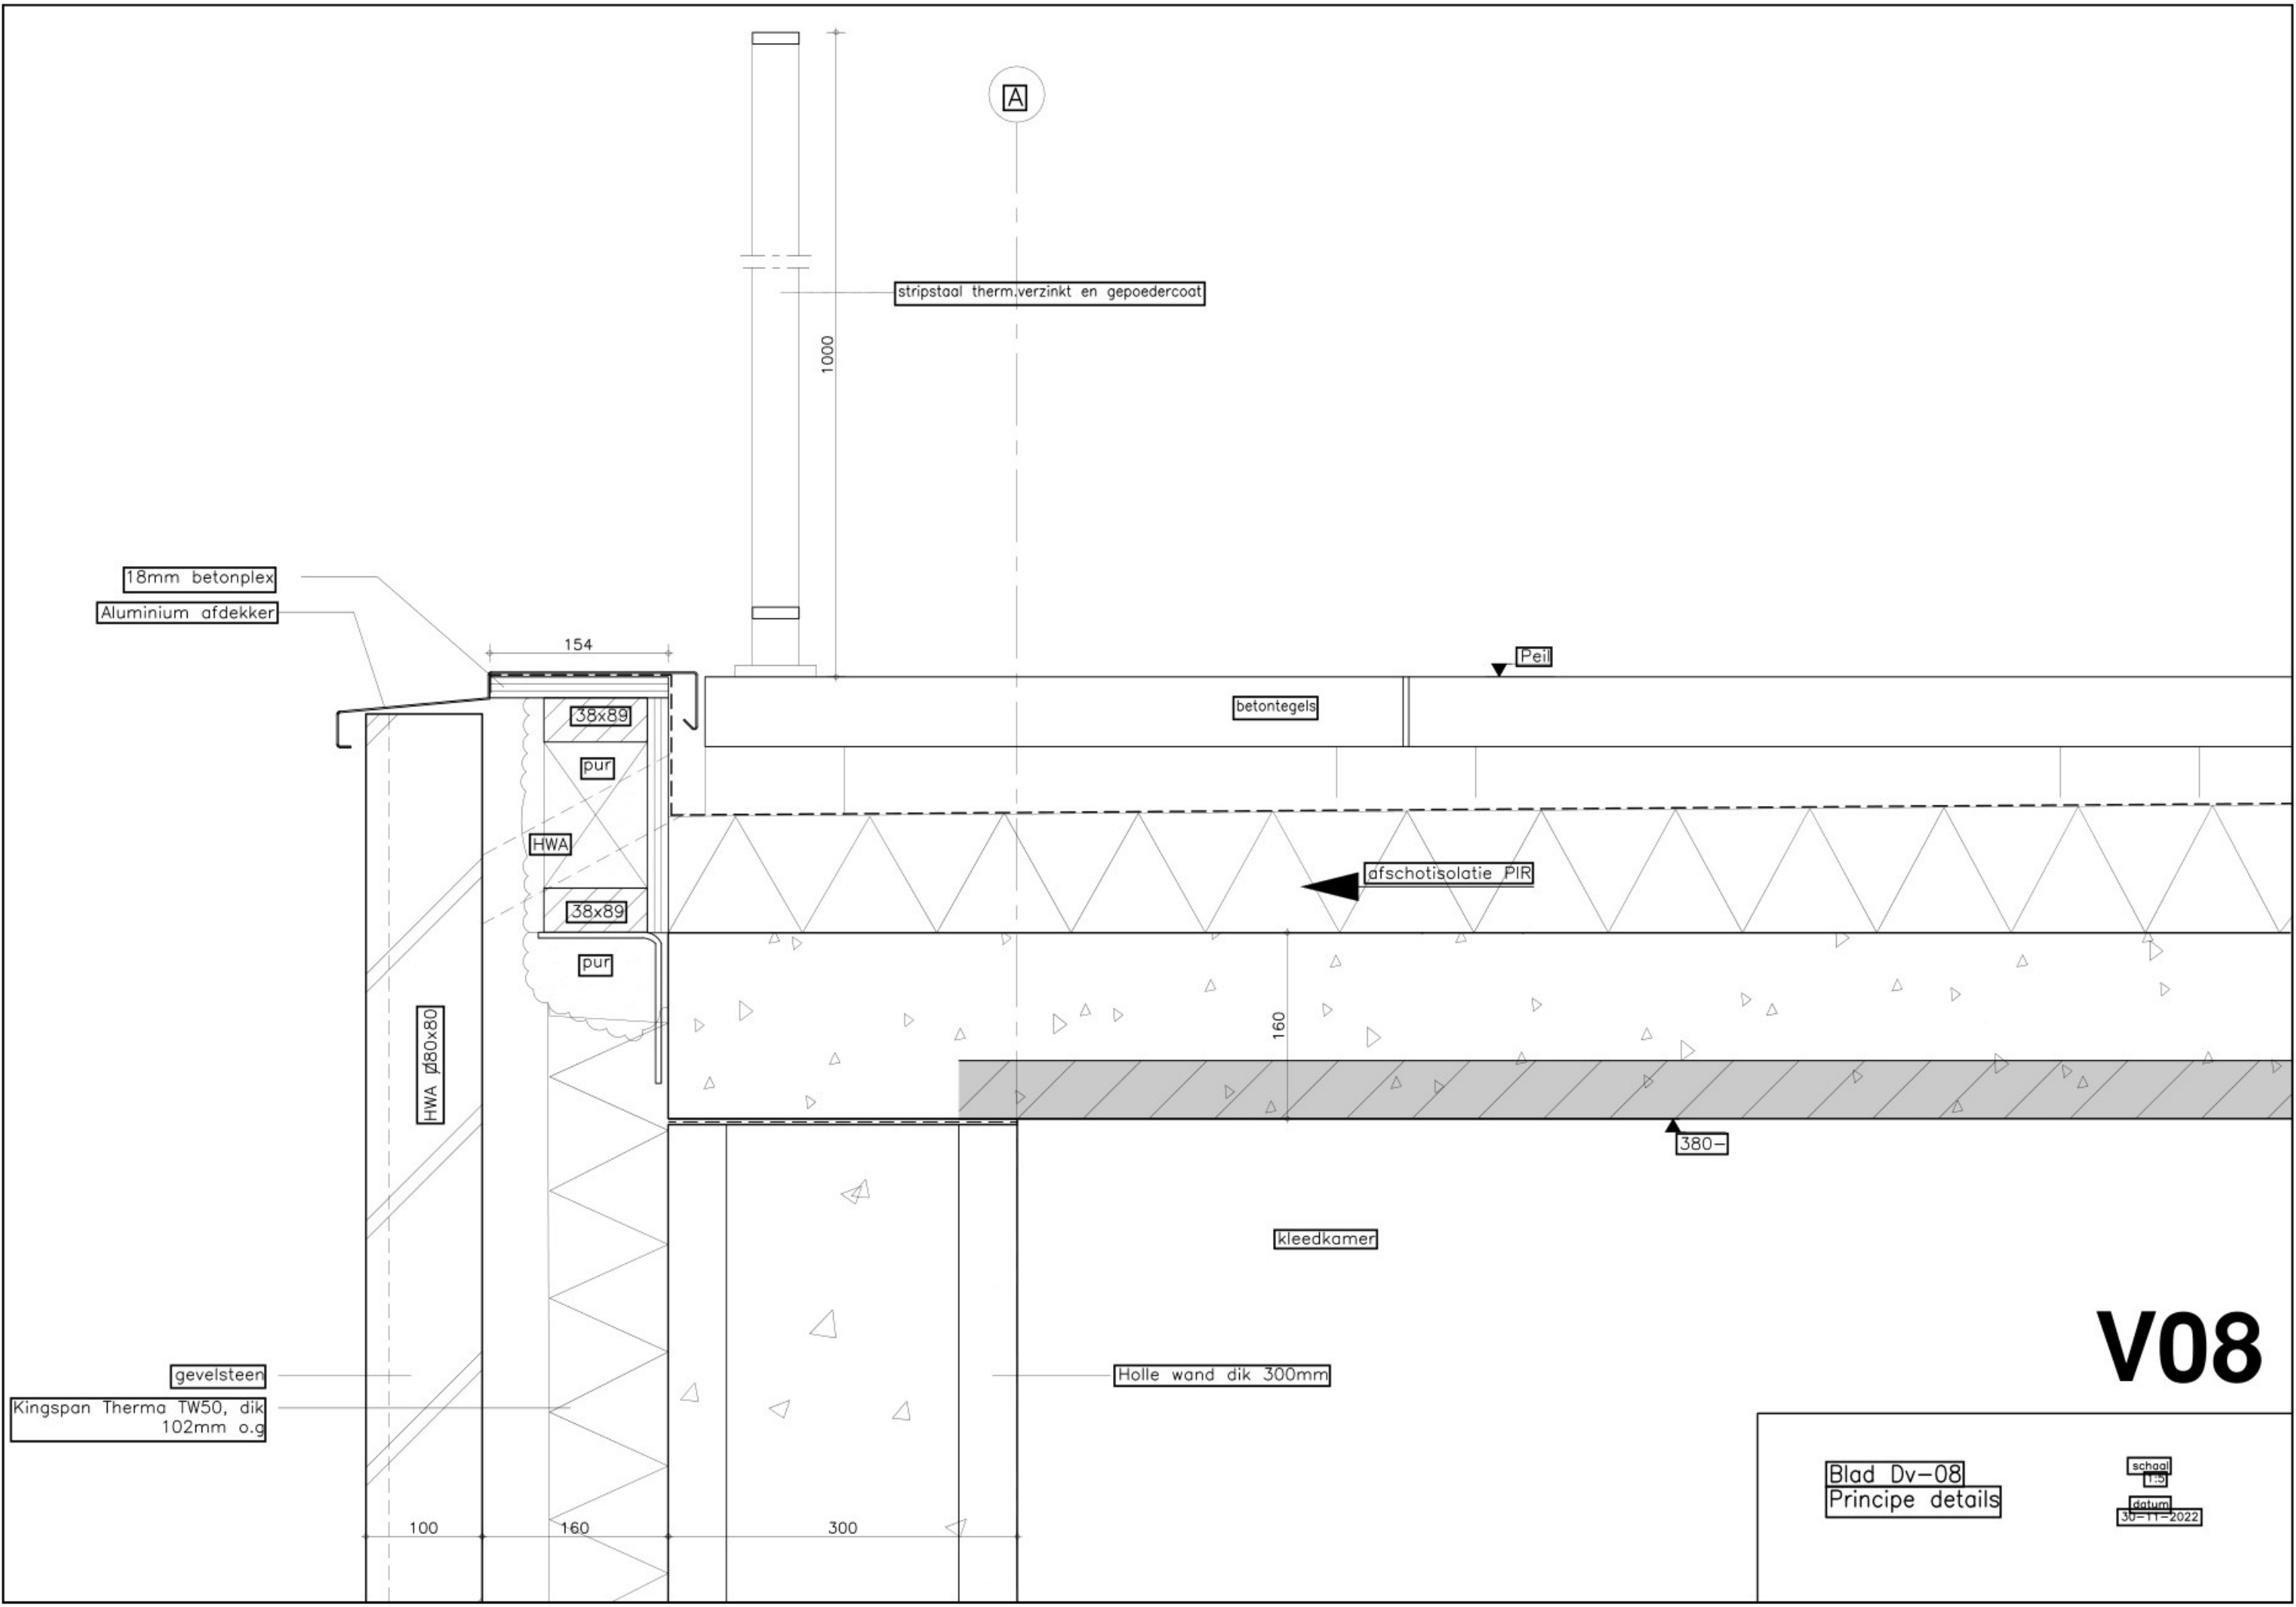 A
stripstaal therm.verzinkt en gepoedercoat
1000
18mm betonplex
Aluminium afdekker
154
Peil
38x89
betontegels
pur
HWA
afschotisolatie PIR
38x89
pur
HWA Ø80x80
160
380-
kleedkamer
V08
gevelsteen
Holle wand dik 300mm
Kingspan Therma TW50, dik
102mm o.g
Blad Dv-08
Principe details
schaal
1:5
datum
30-11-2022
100
160
300